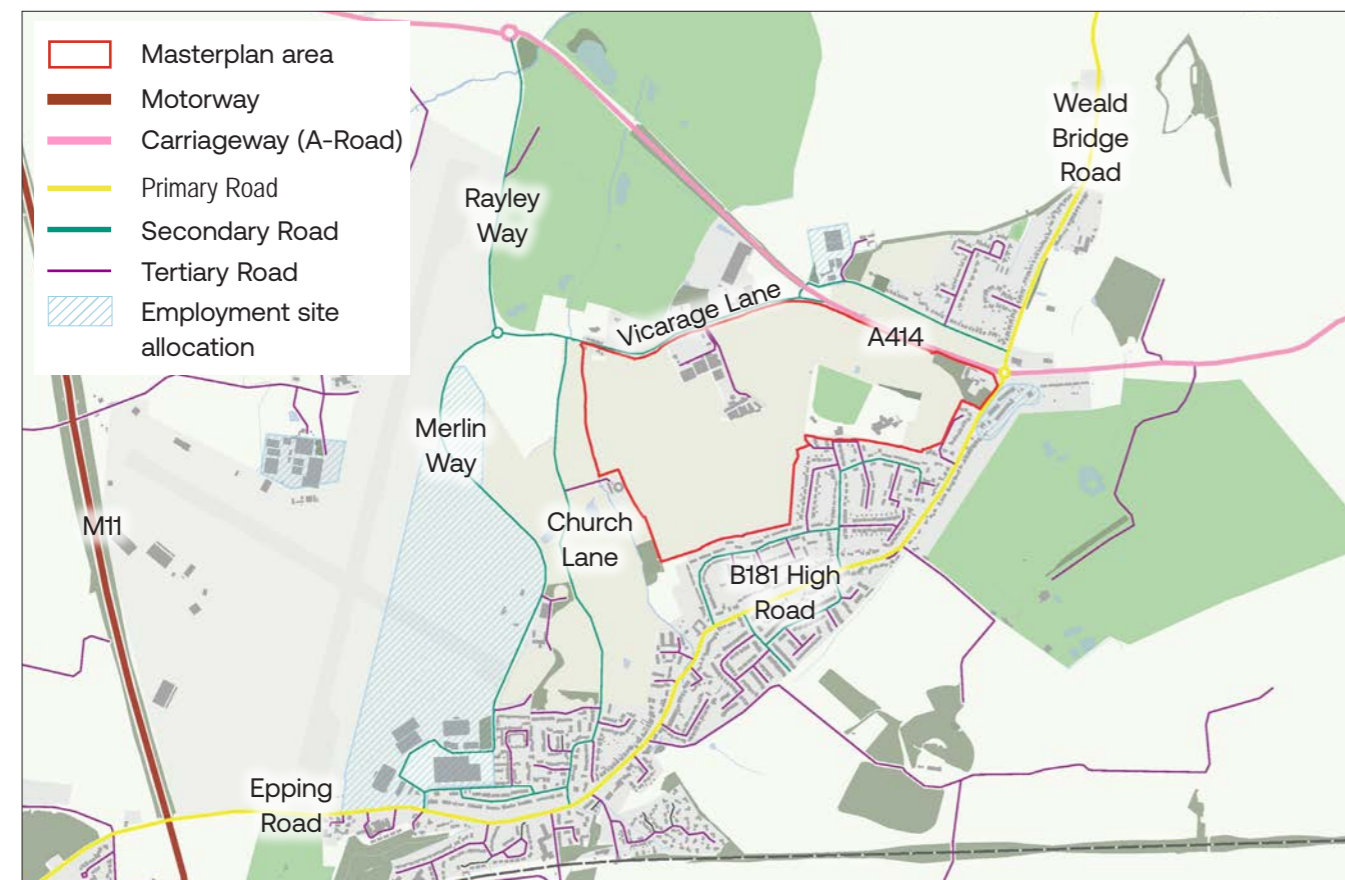 Masterplan area
Motorway
Carriageway (A-Road)
Primary Road
Secondary Road
Tertiary Road
Employment site
allocation
Weald
Bridge
Road
Rayley
Way
Vicarage Lane
A414
Merlin
Way
M11
Church
Lane
B181 High
Road
Epping
Road